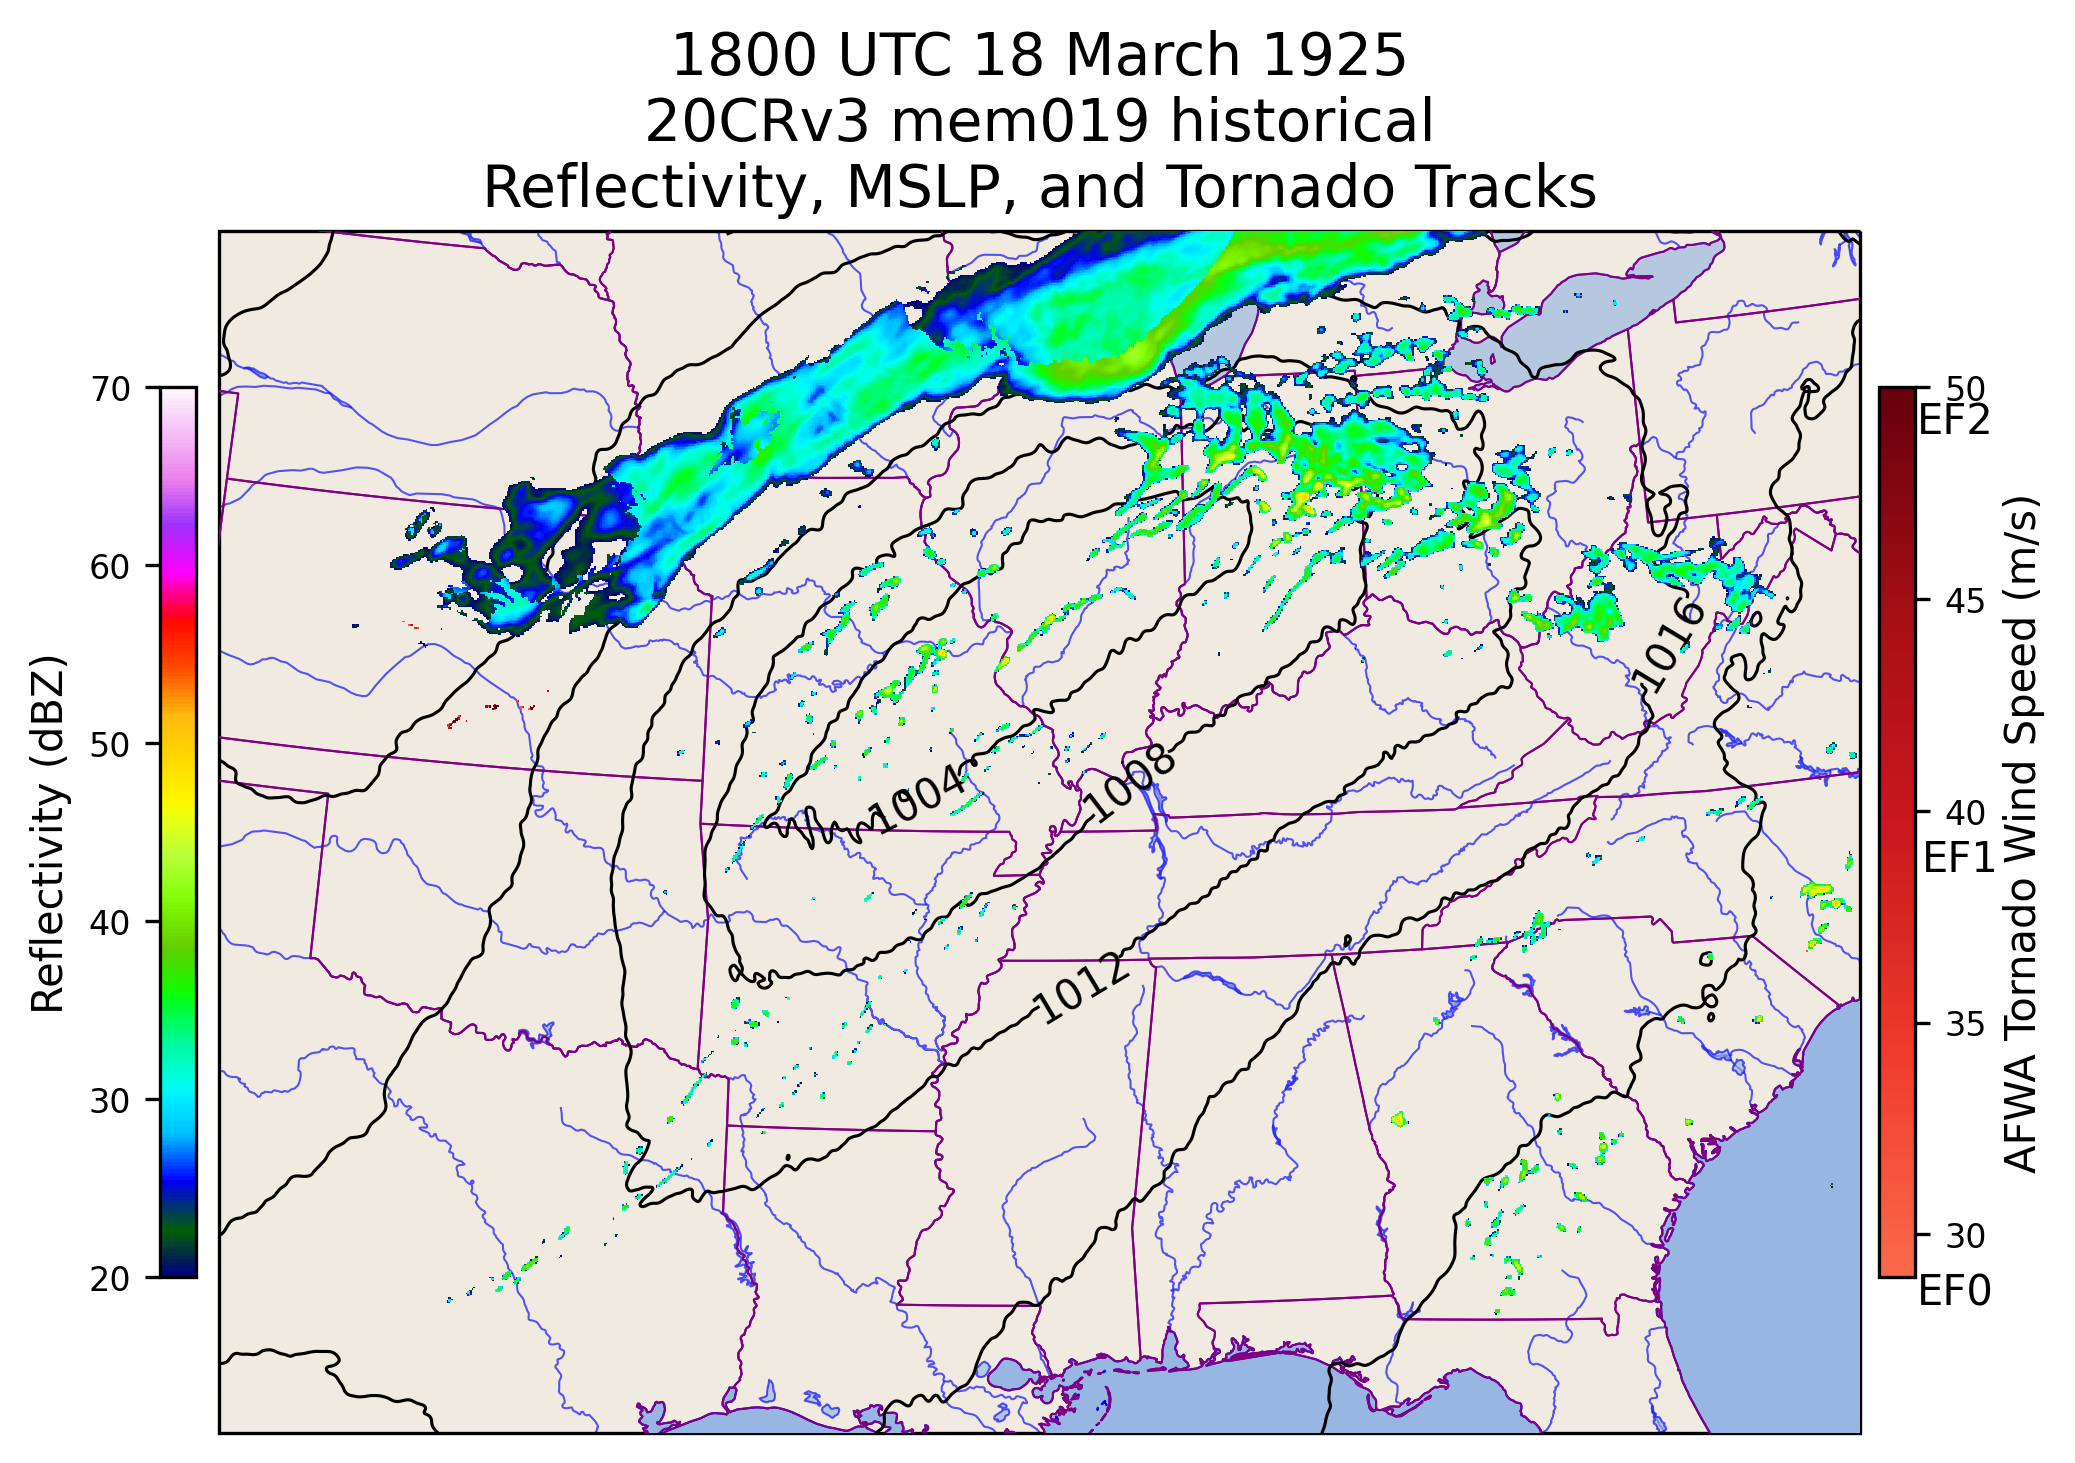 1800 UTC 18 March 1925
20CRv3 mem019 historical
Reflectivity, MSLP, and Tornado Tracks
Reflectivity (dBZ)
70
60
50
40
30
20
1016
1004
1008
1012
50
EF2
45
40
EF1
35
30
EF0
AFWA Tornado Wind Speed (m/s)